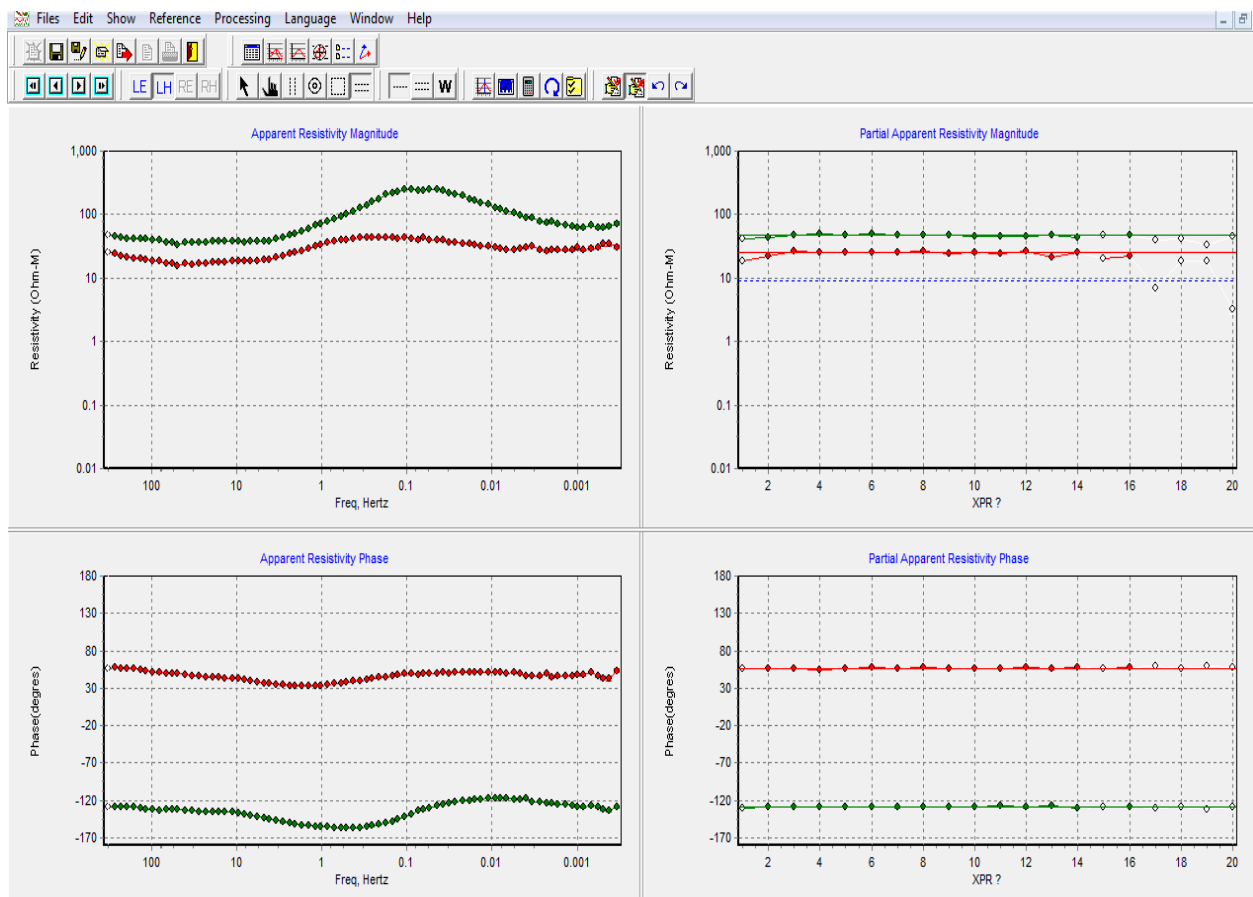 Files Edit Show Reference Processing Language Window Help
LE LH RE RH W
Apparent Resistivity Magnitude
1,000
100
10
1
0.1
0.01
Resistivity (Ohm-M)
100 10 1 0.1 0.01 0.001
Freq, Hertz
Partial Apparent Resistivity Magnitude
1,000
100
10
1
0.1
0.01
Resistivity (Ohm-M)
2 4 6 8 10 12 14 16 18 20
XPR ?
Apparent Resistivity Phase
180
130
80
30
-20
-70
-120
-170
Phase(degres)
100 10 1 0.1 0.01 0.001
Freq, Hertz
Partial Apparent Resistivity Phase
180
130
80
30
-20
-70
-120
-170
Phase(degres)
2 4 6 8 10 12 14 16 18 20
XPR ?